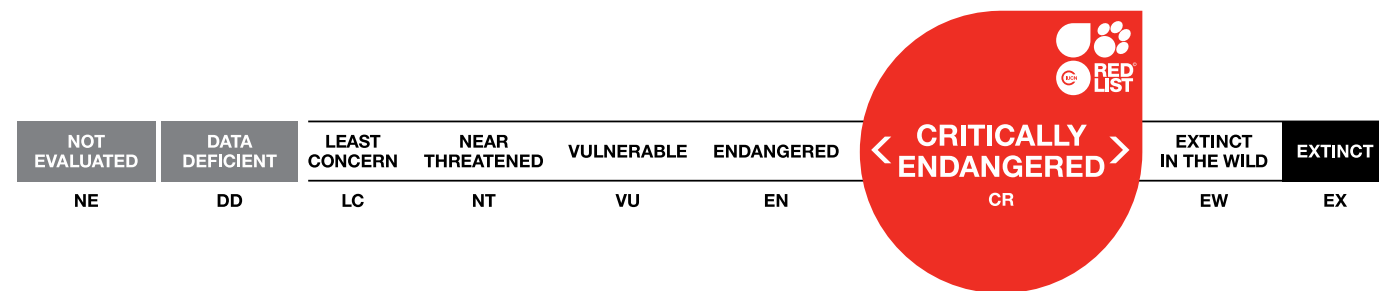 RED
LIST
IUCN
NOT
EVALUATED
DATA
DEFICIENT
LEAST
CONCERN
NEAR
THREATENED
VULNERABLE
ENDANGERED
< CRITICALLY
ENDANGERED >
EXTINCT
IN THE WILD
EXTINCT
NE
DD
LC
NT
VU
EN
CR
EW
EX